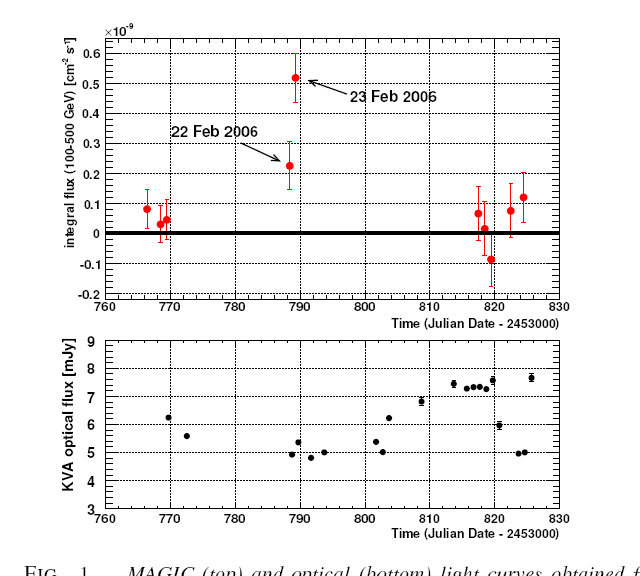 ×10⁻⁹
integral flux (100-500 GeV) [cm⁻² s⁻¹]
0.6
0.5
0.4
0.3
0.2
0.1
0
-0.1
-0.2
23 Feb 2006
22 Feb 2006
760 770 780 790 800 810 820 830
Time (Julian Date - 2453000)
KVA optical flux [mJy]
9
8
7
6
5
4
3
760 770 780 790 800 810 820 830
Time (Julian Date - 2453000)
FIG. 1. MAGIC (top) and optical (bottom) light curves obtained f